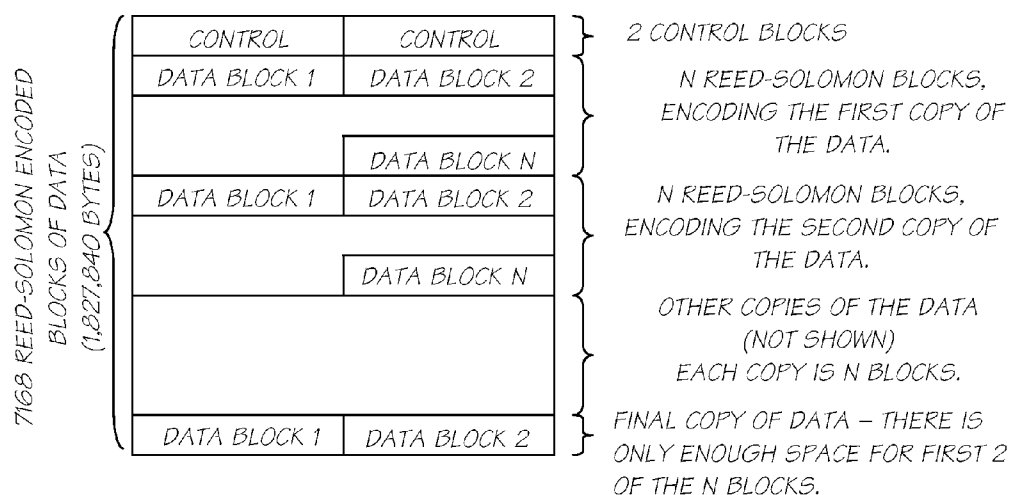 7168 REED-SOLOMON ENCODED
BLOCKS OF DATA
(1,827,840 BYTES)
CONTROL CONTROL
2 CONTROL BLOCKS
DATA BLOCK 1 DATA BLOCK 2
DATA BLOCK N
N REED-SOLOMON BLOCKS,
ENCODING THE FIRST COPY OF
THE DATA.
DATA BLOCK 1 DATA BLOCK 2
DATA BLOCK N
N REED-SOLOMON BLOCKS,
ENCODING THE SECOND COPY OF
THE DATA.
OTHER COPIES OF THE DATA
(NOT SHOWN)
EACH COPY IS N BLOCKS.
DATA BLOCK 1 DATA BLOCK 2
FINAL COPY OF DATA – THERE IS
ONLY ENOUGH SPACE FOR FIRST 2
OF THE N BLOCKS.